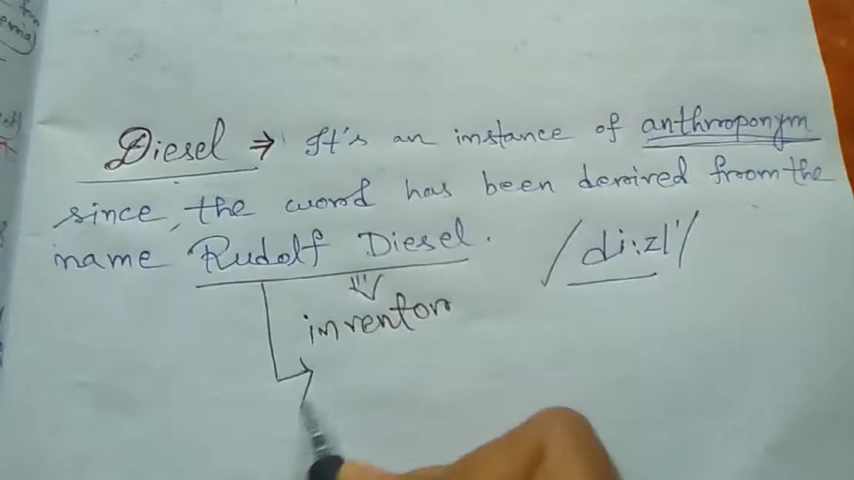 Diesel ⇒ It's an instance of anthroponym
since, the word has been derived from the
name Rudolf Diesel. /di:zl/
inventor